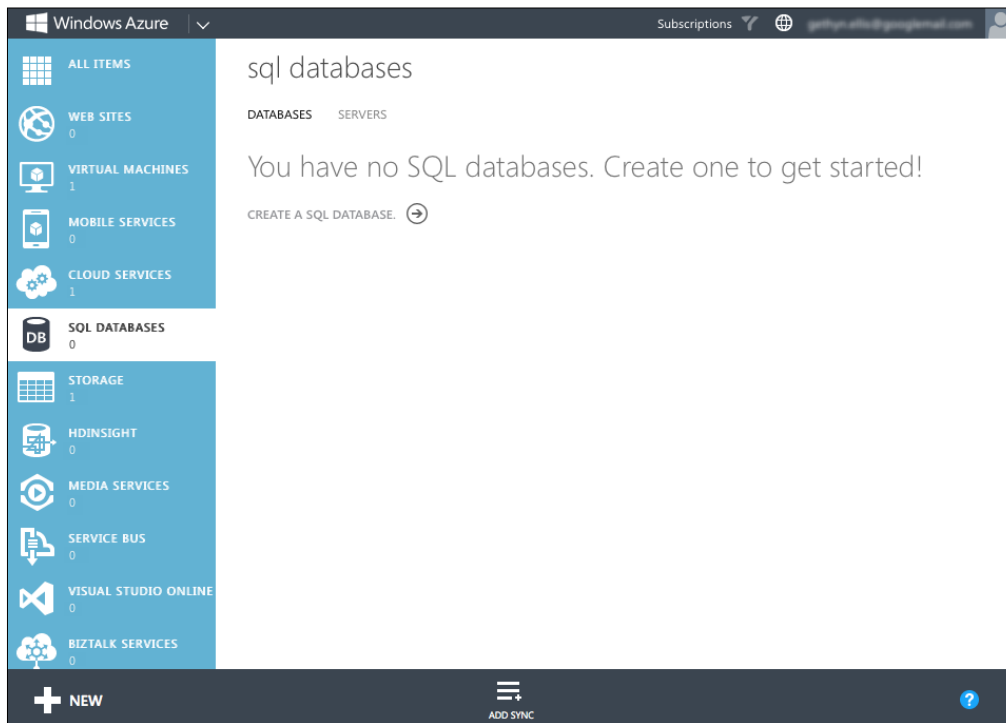 Windows Azure
Subscriptions
ALL ITEMS
WEB SITES
0
VIRTUAL MACHINES
1
MOBILE SERVICES
0
CLOUD SERVICES
1
DB
SQL DATABASES
0
STORAGE
1
HDINSIGHT
0
MEDIA SERVICES
0
SERVICE BUS
0
VISUAL STUDIO ONLINE
0
BIZTALK SERVICES
0
sql databases
DATABASES SERVERS
You have no SQL databases. Create one to get started!
CREATE A SQL DATABASE.
NEW
ADD SYNC
?